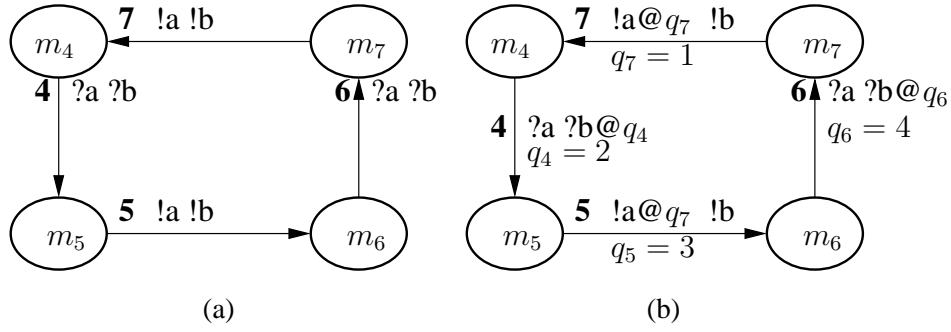 m₄ 7 !a !b m₇
4 ?a ?b 6 ?a ?b
m₅ 5 !a !b m₆
(a)
m₄ 7 !a@q₇ !b m₇
q₇ = 1
4 ?a ?b@q₄ 6 ?a ?b@q₆
q₄ = 2 q₆ = 4
m₅ 5 !a@q₇ !b m₆
q₅ = 3
(b)